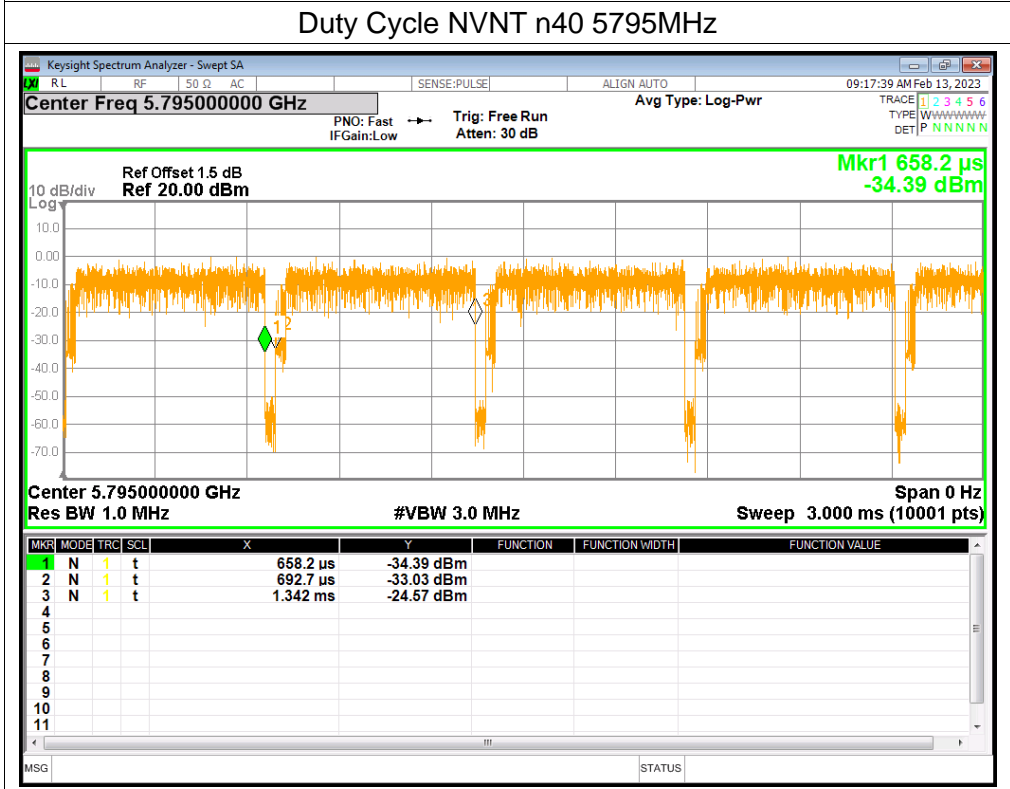 Duty Cycle NVNT n40 5795MHz
Keysight Spectrum Analyzer - Swept SA
LXI RL RF 50 Ω AC SENSE:PULSE ALIGN AUTO 09:17:39 AM Feb 13, 2023
Center Freq 5.795000000 GHz
PNO: Fast
IFGain:Low
Trig: Free Run
Atten: 30 dB
Avg Type: Log-Pwr
TRACE 1 2 3 4 5 6
TYPE WWWWWWW
DET P N N N N N
Ref Offset 1.5 dB
10 dB/div Ref 20.00 dBm
Log
Mkr1 658.2 µs
-34.39 dBm
10.0
0.00
-10.0
-20.0
-30.0
-40.0
-50.0
-60.0
-70.0
1 2
3
Center 5.795000000 GHz Span 0 Hz
Res BW 1.0 MHz #VBW 3.0 MHz Sweep 3.000 ms (10001 pts)
MKR MODE TRC SCL X Y FUNCTION FUNCTION WIDTH FUNCTION VALUE
1 N 1 t 658.2 µs -34.39 dBm
2 N 1 t 692.7 µs -33.03 dBm
3 N 1 t 1.342 ms -24.57 dBm
4
5
6
7
8
9
10
11
MSG STATUS